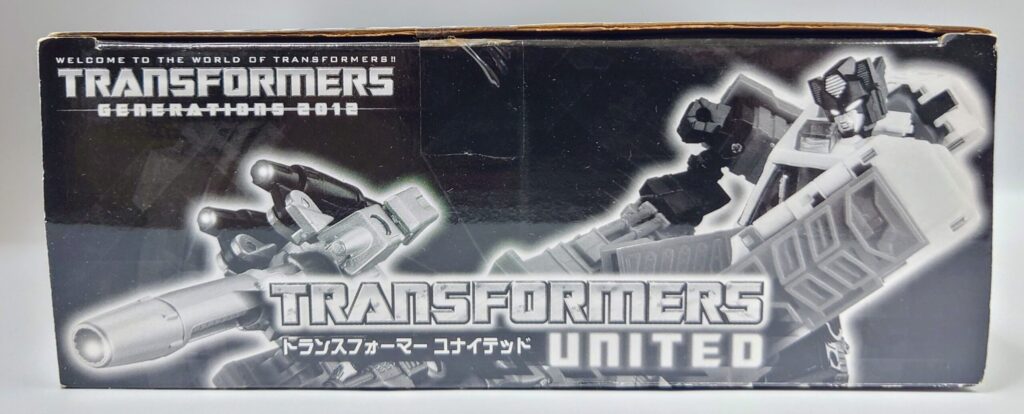 WELCOME TO THE WORLD OF TRANSFORMERS!!
TRANSFORMERS
GENERATIONS 2012
TRANSFORMERS
トランスフォーマー ユナイテッド
UNITED